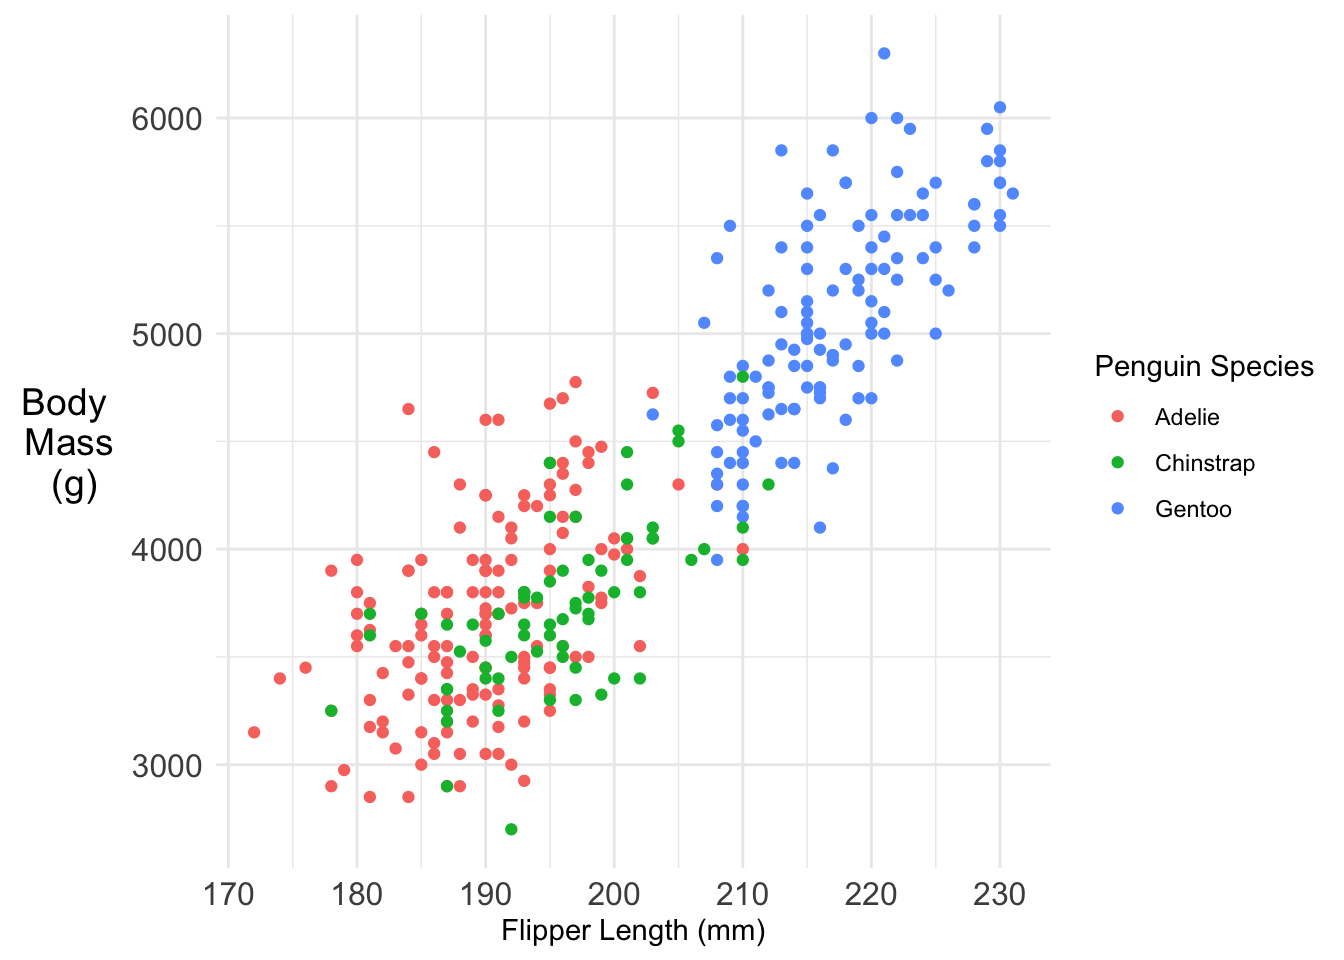 6000
5000
4000
3000
Body
Mass
(g)
170 180 190 200 210 220 230
Flipper Length (mm)
Penguin Species
Adelie
Chinstrap
Gentoo